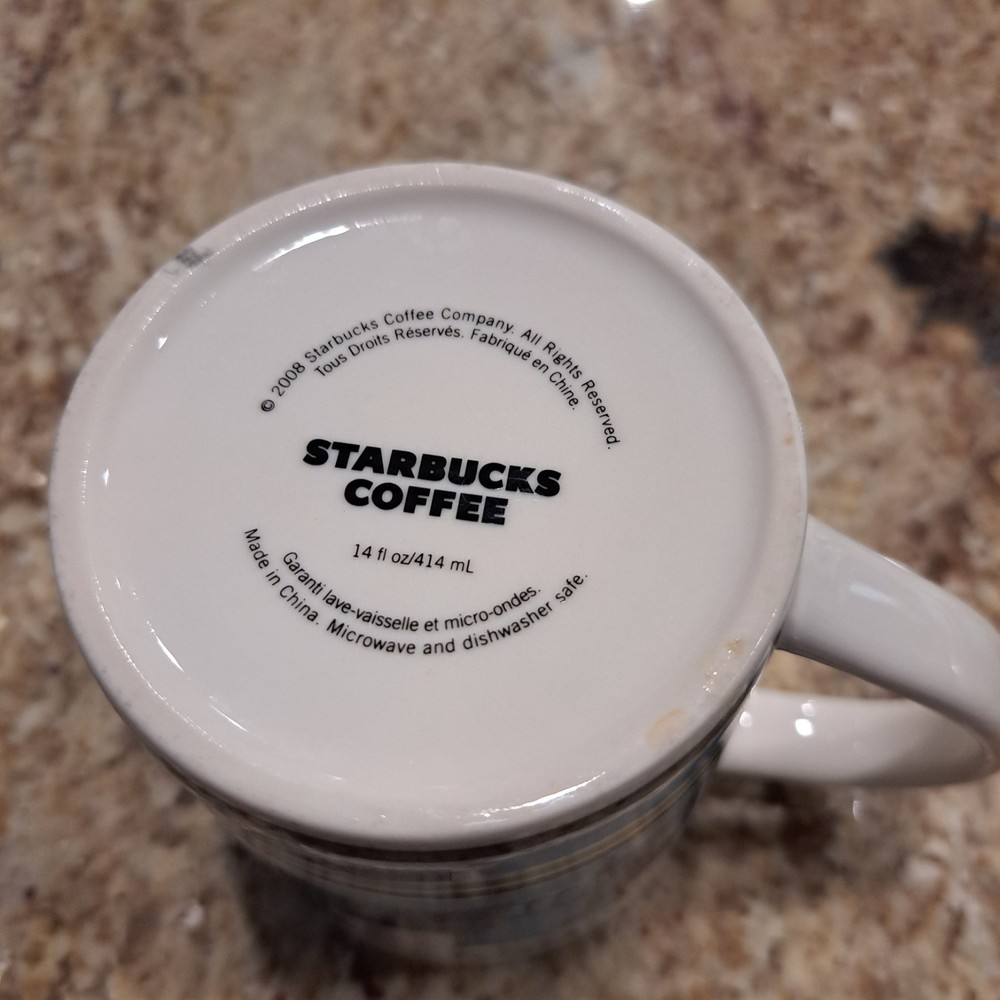 © 2008 Starbucks Coffee Company. All Rights Reserved.
Tous Droits Réservés. Fabriqué en Chine.
STARBUCKS
COFFEE
14 fl oz/414 mL
Garanti lave-vaisselle et micro-ondes.
Made in China. Microwave and dishwasher safe.